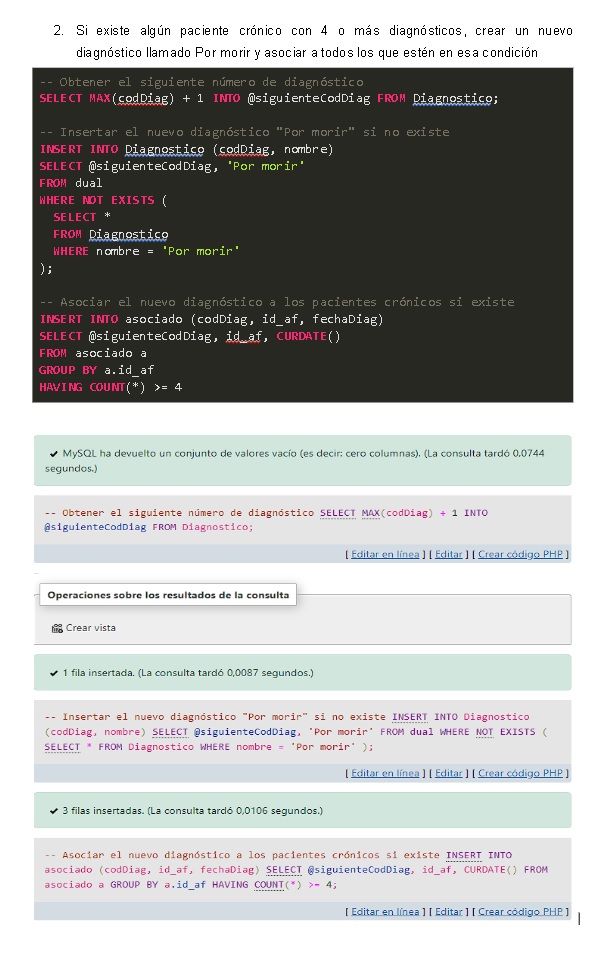 2. Si existe algún paciente crónico con 4 o más diagnósticos, crear un nuevo
diagnóstico llamado Por morir y asociar a todos los que estén en esa condición
-- Obtener el siguiente número de diagnóstico
SELECT MAX(codDiag) + 1 INTO @siguienteCodDiag FROM Diagnostico;
-- Insertar el nuevo diagnóstico "Por morir" si no existe
INSERT INTO Diagnostico (codDiag, nombre)
SELECT @siguienteCodDiag, 'Por morir'
FROM dual
WHERE NOT EXISTS (
SELECT *
FROM Diagnostico
WHERE nombre = 'Por morir'
);
-- Asociar el nuevo diagnóstico a los pacientes crónicos si existe
INSERT INTO asociado (codDiag, id_af, fechaDiag)
SELECT @siguienteCodDiag, id_af, CURDATE()
FROM asociado a
GROUP BY a.id_af
HAVING COUNT(*) >= 4
✔ MySQL ha devuelto un conjunto de valores vacío (es decir: cero columnas). (La consulta tardó 0,0744
segundos.)
-- Obtener el siguiente número de diagnóstico SELECT MAX(codDiag) + 1 INTO
@siguienteCodDiag FROM Diagnostico;
[ Editar en línea ] [ Editar ] [ Crear código PHP ]
Operaciones sobre los resultados de la consulta
Crear vista
✔ 1 fila insertada. (La consulta tardó 0,0087 segundos.)
-- Insertar el nuevo diagnóstico "Por morir" si no existe INSERT INTO Diagnostico
(codDiag, nombre) SELECT @siguienteCodDiag, 'Por morir' FROM dual WHERE NOT EXISTS (
SELECT * FROM Diagnostico WHERE nombre = 'Por morir' );
[ Editar en línea ] [ Editar ] [ Crear código PHP ]
✔ 3 filas insertadas. (La consulta tardó 0,0106 segundos.)
-- Asociar el nuevo diagnóstico a los pacientes crónicos si existe INSERT INTO
asociado (codDiag, id_af, fechaDiag) SELECT @siguienteCodDiag, id_af, CURDATE() FROM
asociado a GROUP BY a.id_af HAVING COUNT(*) >= 4;
[ Editar en línea ] [ Editar ] [ Crear código PHP ]